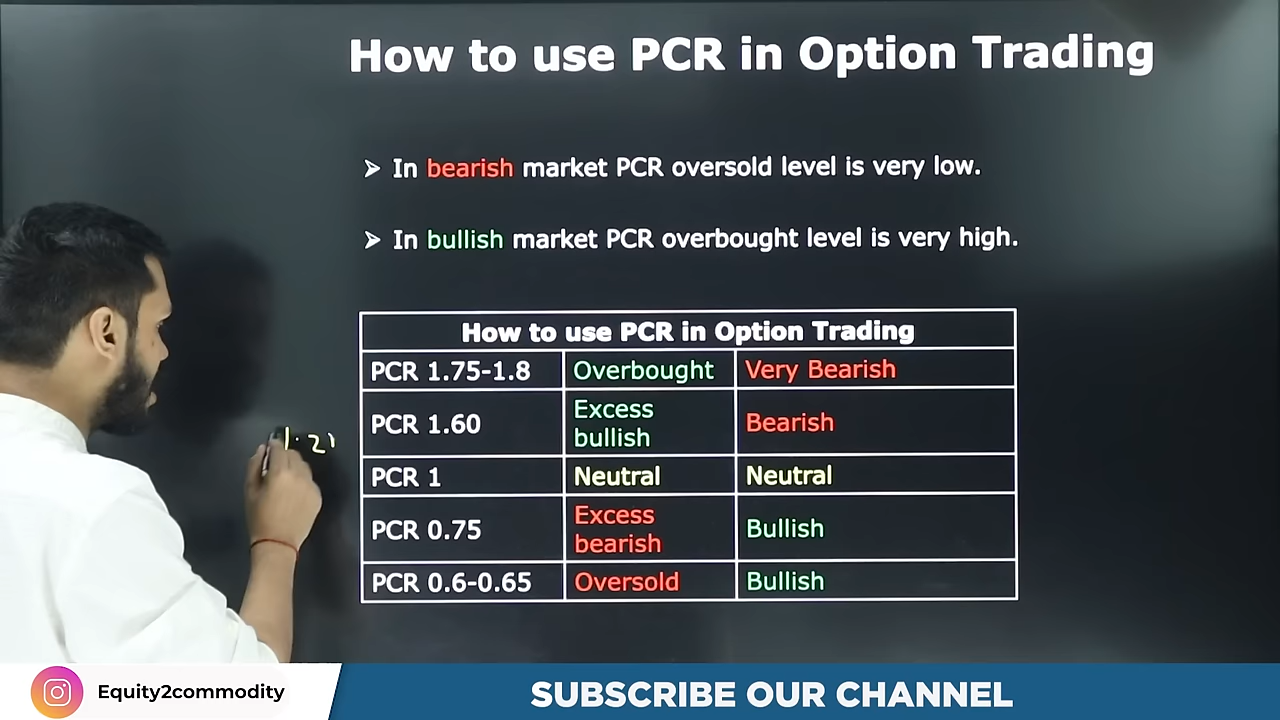 How to use PCR in Option Trading
➢ In bearish market PCR oversold level is very low.
➢ In bullish market PCR overbought level is very high.
How to use PCR in Option Trading
PCR 1.75-1.8 Overbought Very Bearish
PCR 1.60 Excess bullish Bearish
1.21
PCR 1 Neutral Neutral
PCR 0.75 Excess bearish Bullish
PCR 0.6-0.65 Oversold Bullish
Equity2commodity
SUBSCRIBE OUR CHANNEL